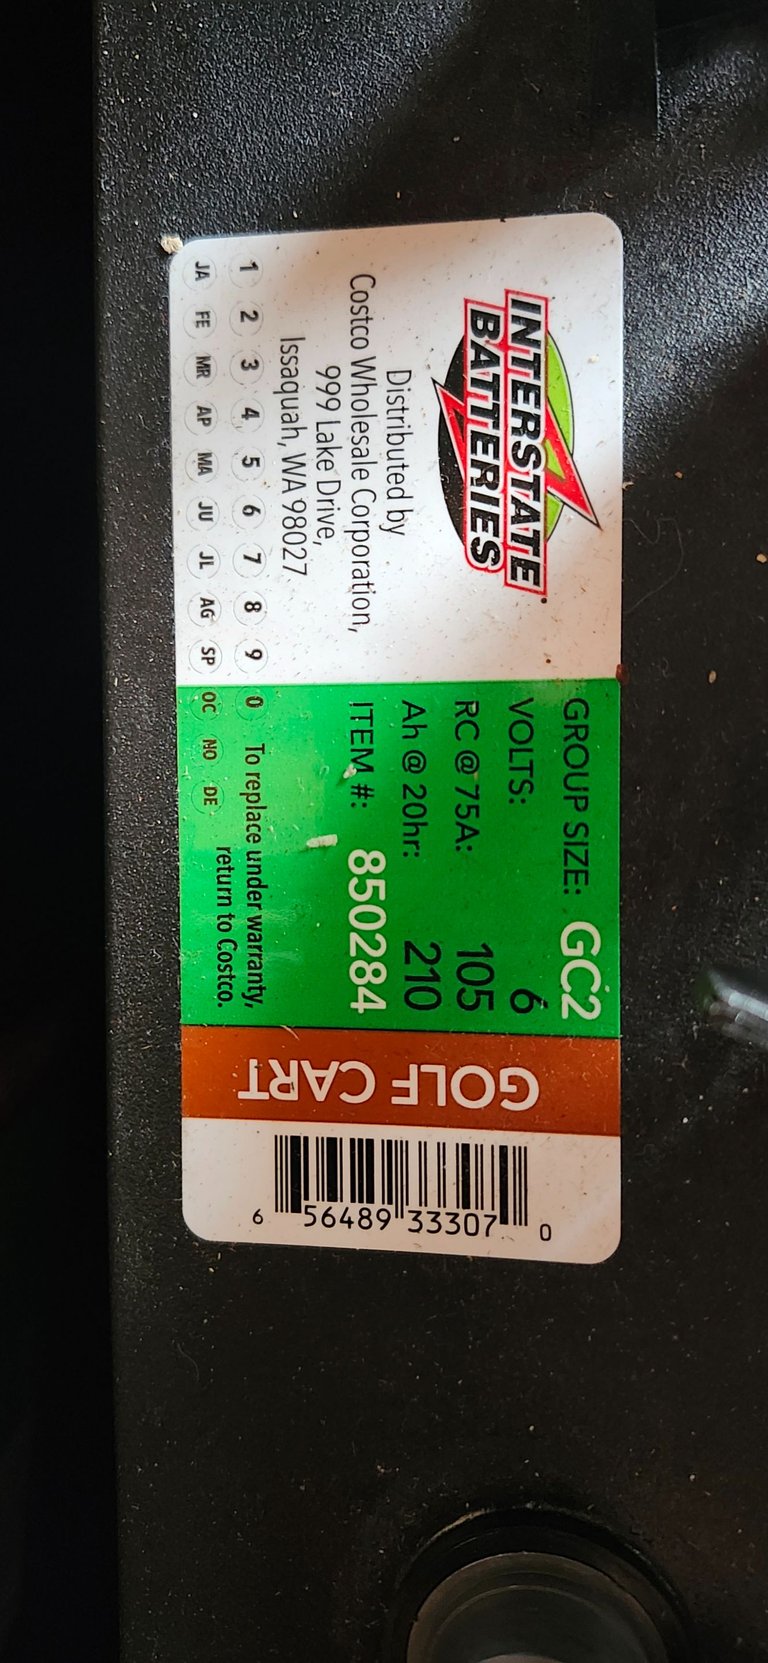 INTERSTATE
BATTERIES
Distributed by
Costco Wholesale Corporation,
999 Lake Drive,
Issaquah, WA 98027
1 2 3 4 5 6 7 8 9 0
JA FE MR AP MA JU JL AG SP OC NO DE
GROUP SIZE: GC2
VOLTS: 6
RC @ 75A: 105
Ah @ 20hr: 210
ITEM #: 850284
To replace under warranty,
return to Costco.
GOLF CART
6 56489 33307 0